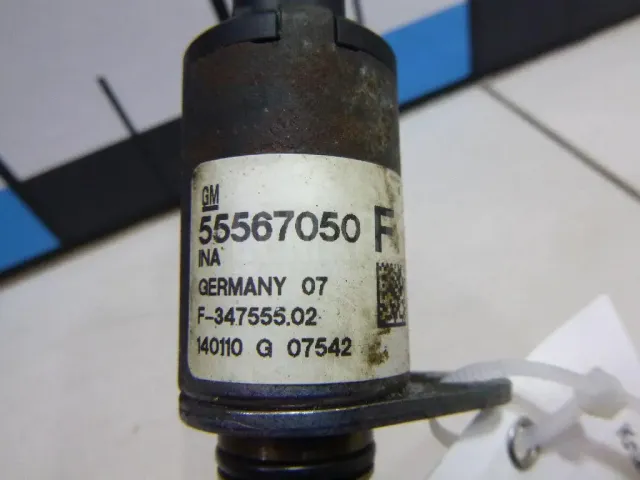 GM
55567050 F
INA
GERMANY 07
F-347555.02
140110 G 07542